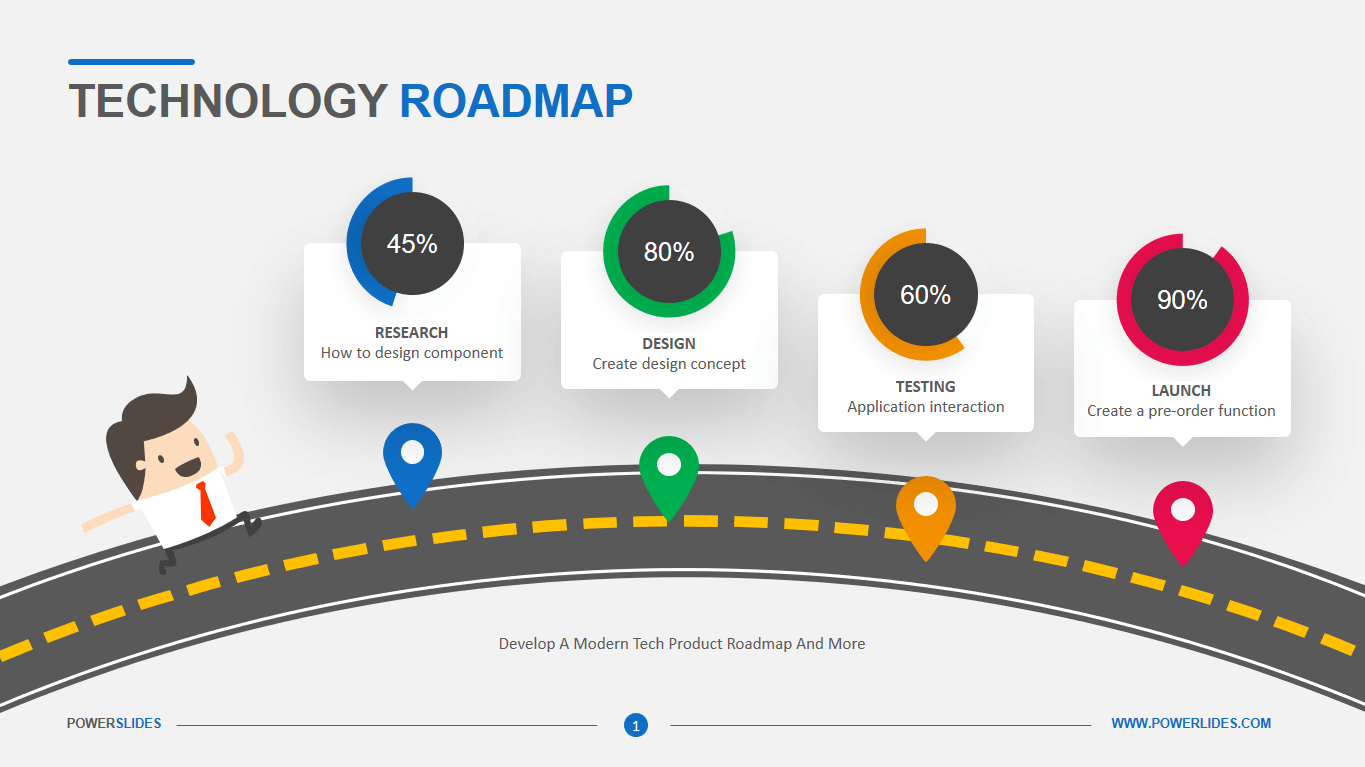 TECHNOLOGY ROADMAP
45%
RESEARCH
How to design component
80%
DESIGN
Create design concept
60%
TESTING
Application interaction
90%
LAUNCH
Create a pre-order function
Develop A Modern Tech Product Roadmap And More
POWERSLIDES
1
WWW.POWERLIDES.COM